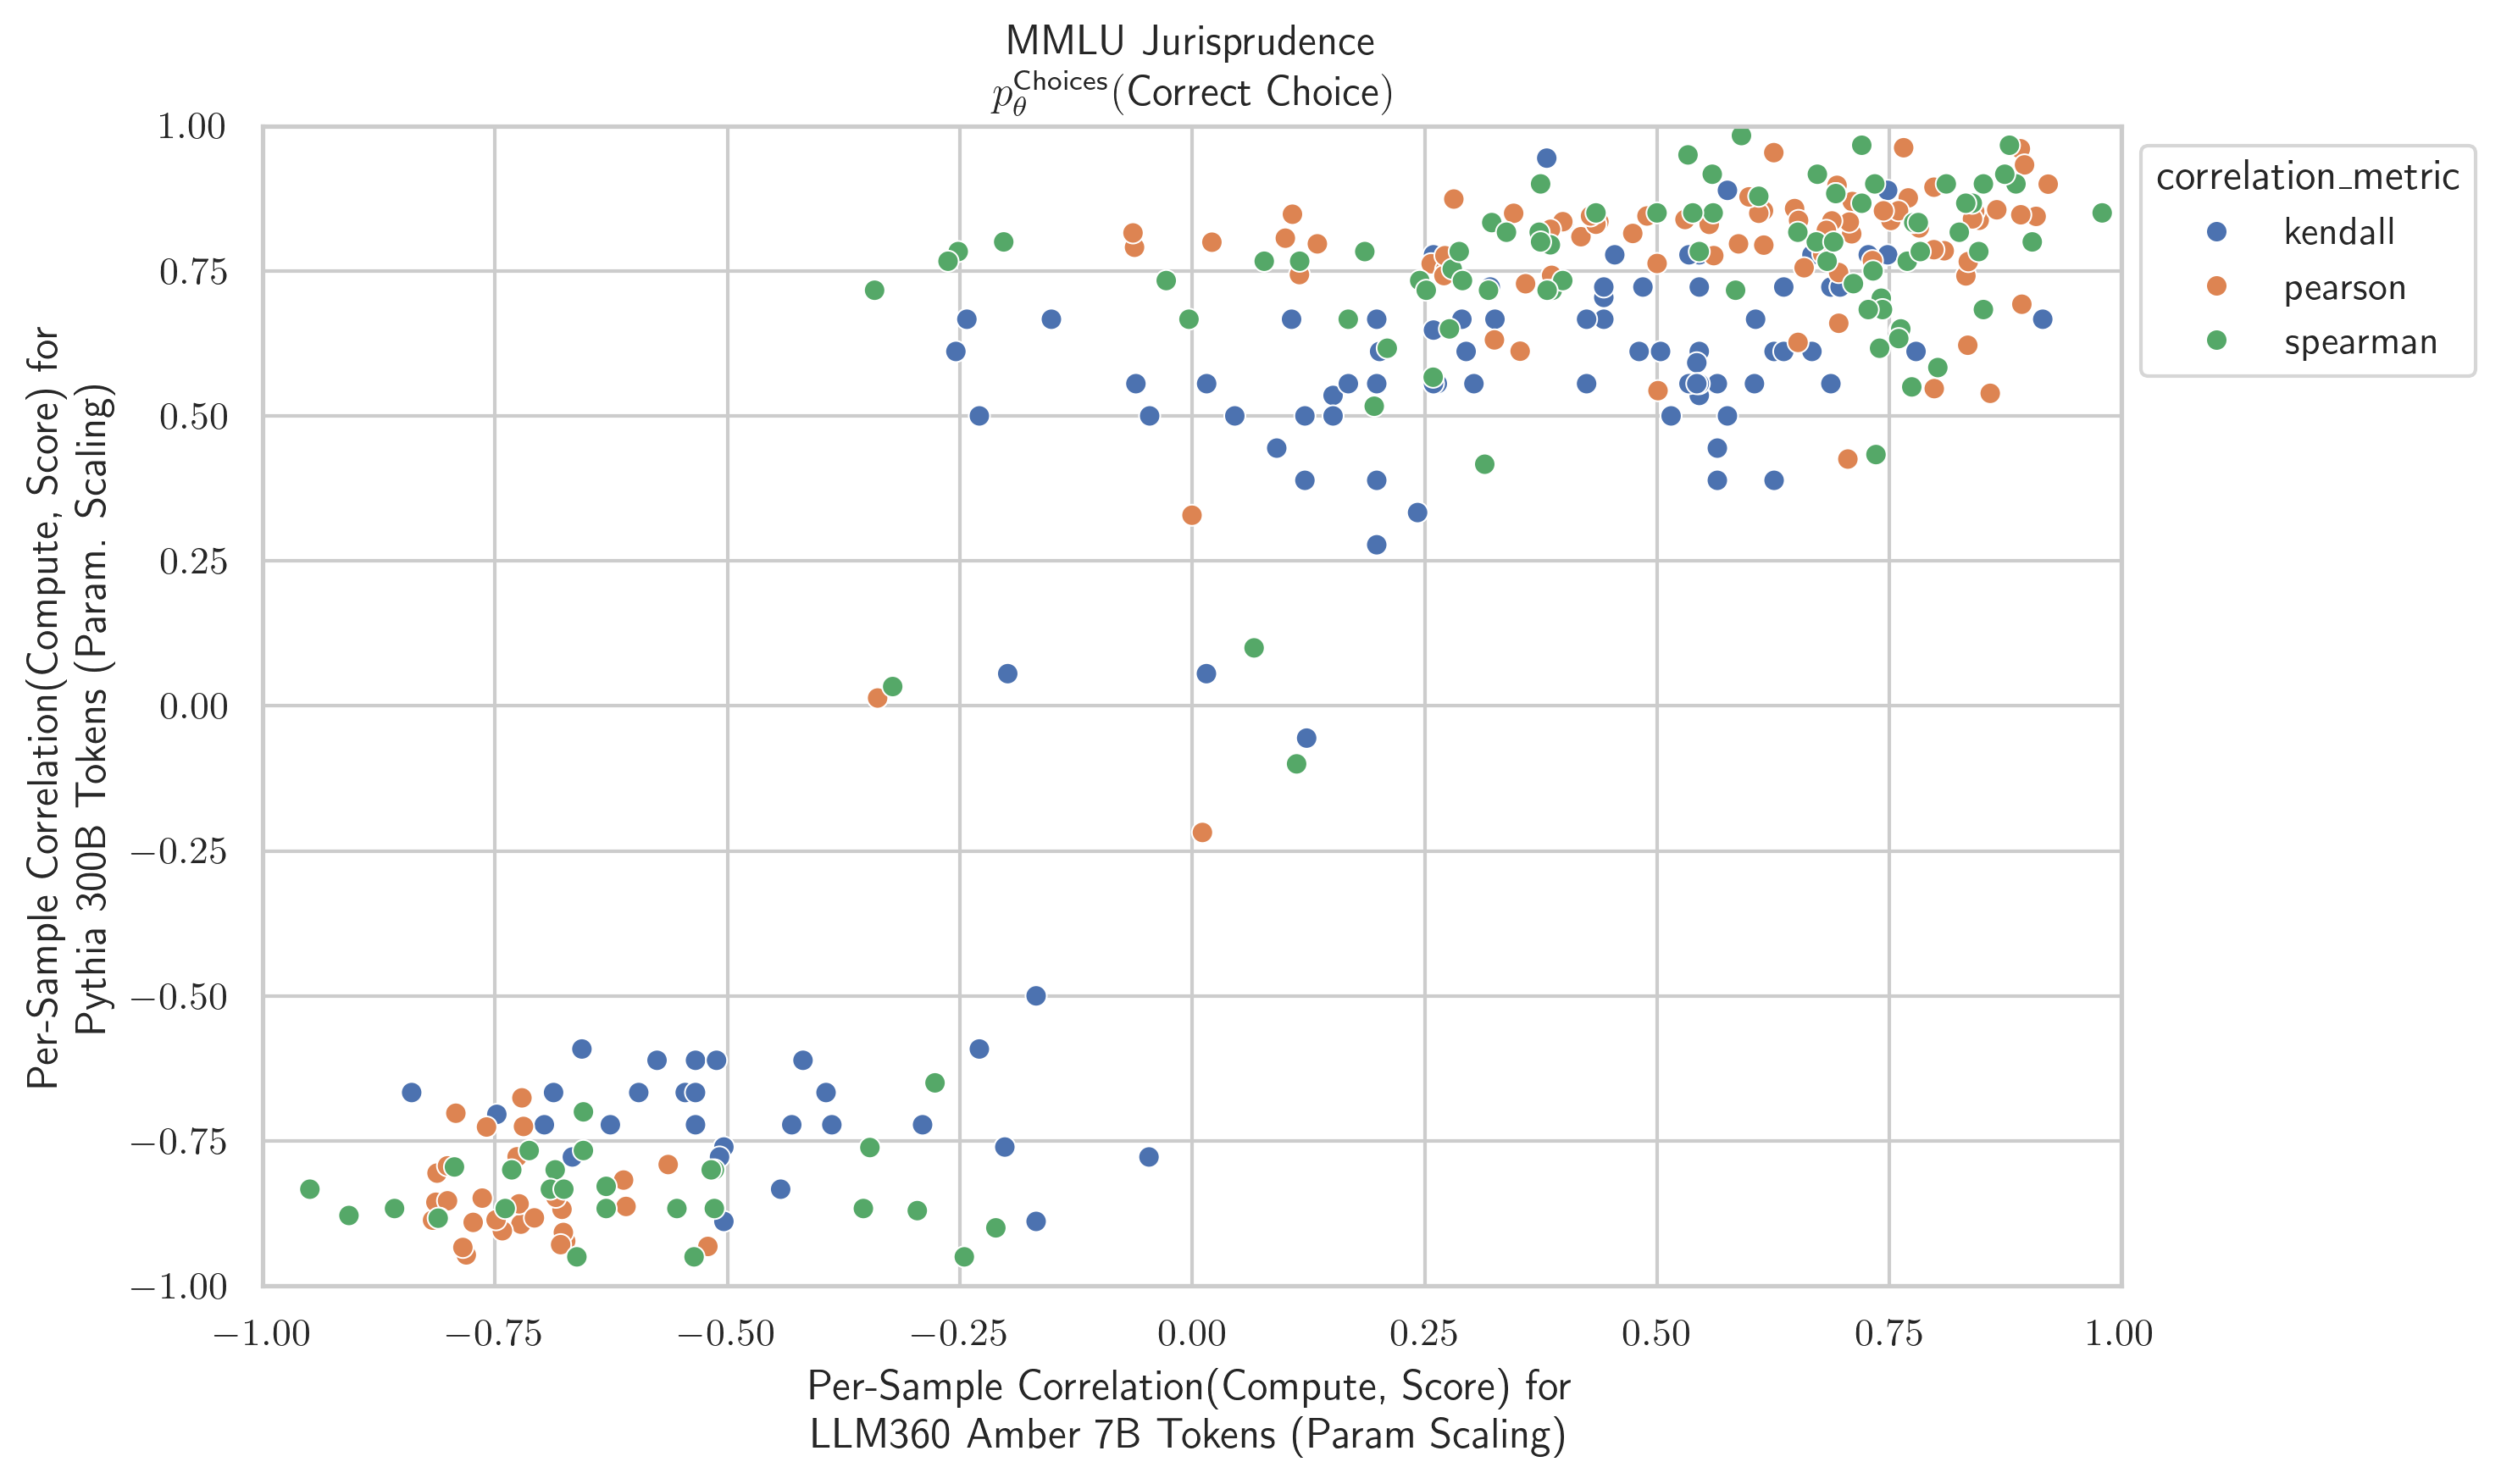 MMLU Jurisprudence
p_θ^Choices(Correct Choice)
Per-Sample Correlation(Compute, Score) for
Pythia 300B Tokens (Param. Scaling)
1.00
0.75
0.50
0.25
0.00
−0.25
−0.50
−0.75
−1.00
−1.00 −0.75 −0.50 −0.25 0.00 0.25 0.50 0.75 1.00
Per-Sample Correlation(Compute, Score) for
LLM360 Amber 7B Tokens (Param Scaling)
correlation_metric
kendall
pearson
spearman